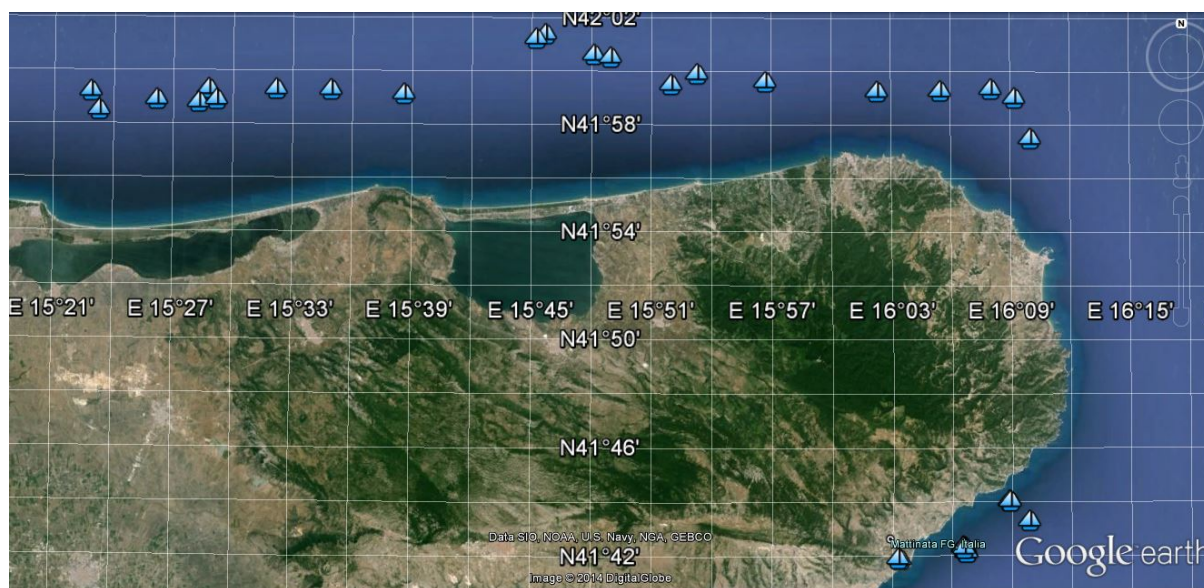 N42°02'
N
N41°58'
N41°54'
E 15°21' E 15°27' E 15°33' E 15°39' E 15°45' E 15°51' E 15°57' E 16°03' E 16°09' E 16°15'
N41°50'
N41°46'
Data SIO, NOAA, U.S. Navy, NGA, GEBCO
Mattinata FG, Italia
N41°42'
Google earth
Image © 2014 DigitalGlobe